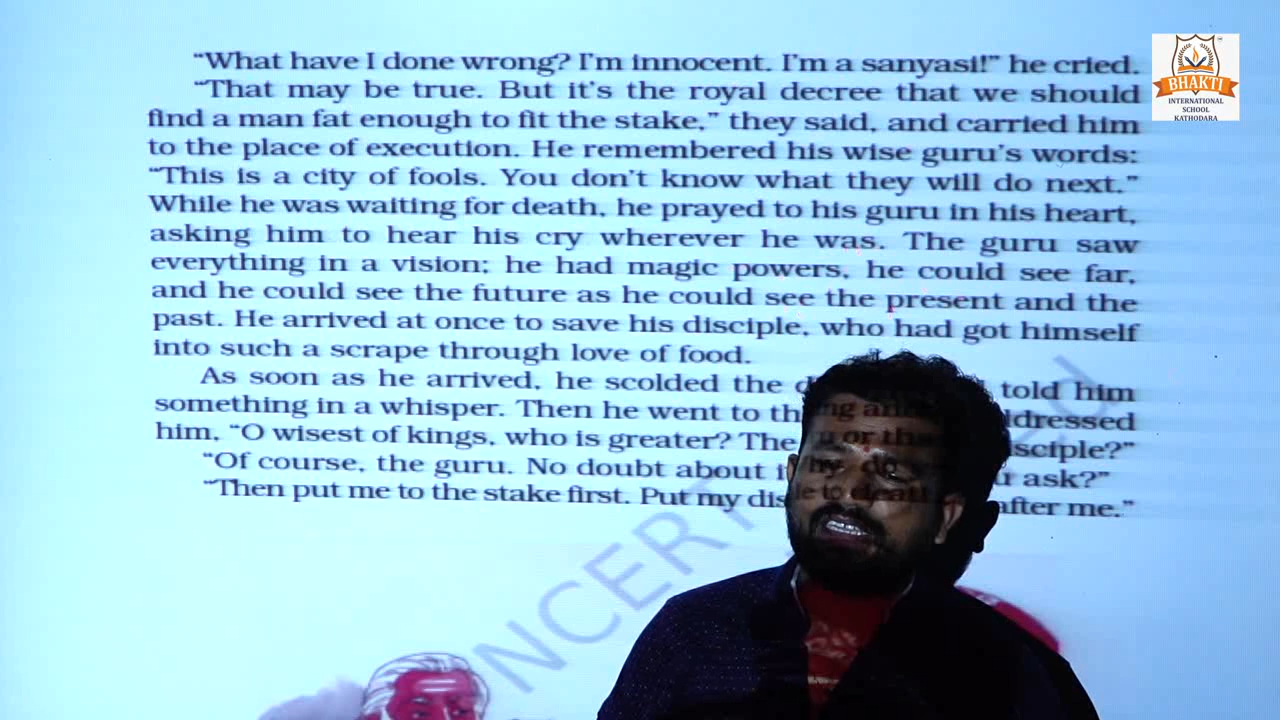 “What have I done wrong? I’m innocent. I’m a sanyasi!” he cried.
“That may be true. But it’s the royal decree that we should
find a man fat enough to fit the stake,” they said, and carried him
to the place of execution. He remembered his wise guru’s words:
“This is a city of fools. You don’t know what they will do next.”
While he was waiting for death, he prayed to his guru in his heart,
asking him to hear his cry wherever he was. The guru saw
everything in a vision; he had magic powers, he could see far,
and he could see the future as he could see the present and the
past. He arrived at once to save his disciple, who had got himself
into such a scrape through love of food.
As soon as he arrived, he scolded the told him
something in a whisper. Then he went to
him, “O wisest of kings, who is greater? The or the disciple?”
“Of course, the guru. No doubt about ask?”
“Then put me to the stake first. Put my to death after me.”
NCERT
BHAKTI
INTERNATIONAL
SCHOOL
KATHODARA